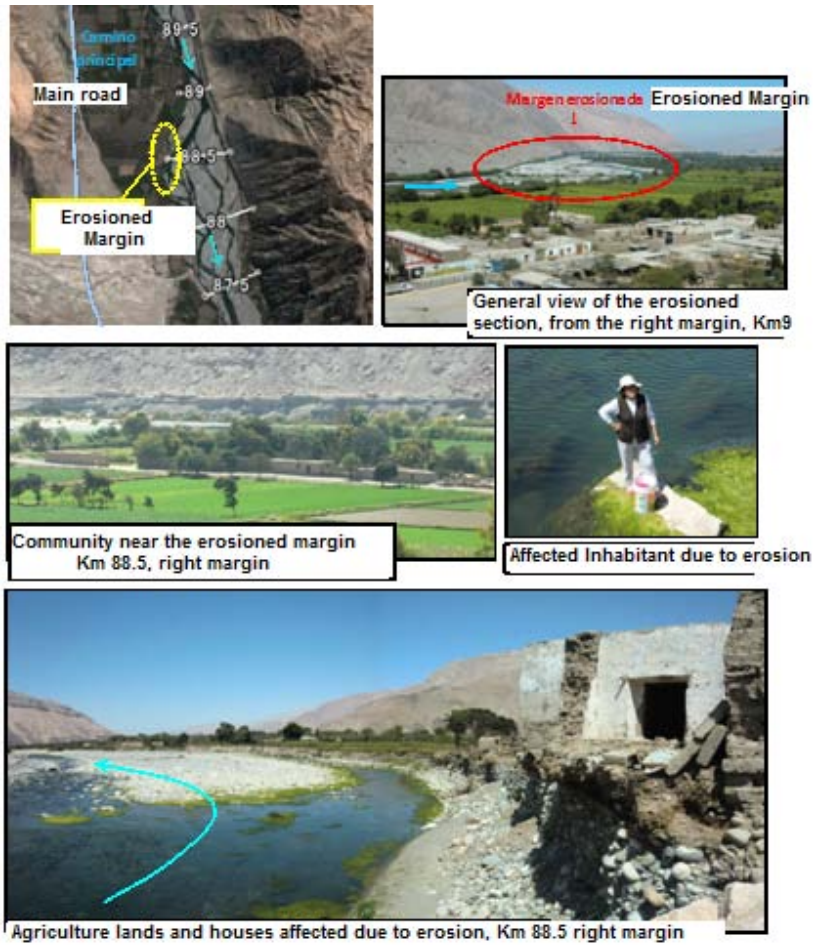 Camino
principal
89*5
Main road
89
88*5
Erosioned
Margin
88
87*5
Margen erosionada Erosioned Margin
General view of the erosioned
section, from the right margin, Km9
Community near the erosioned margin
Km 88.5, right margin
Affected Inhabitant due to erosion
Agriculture lands and houses affected due to erosion, Km 88.5 right margin